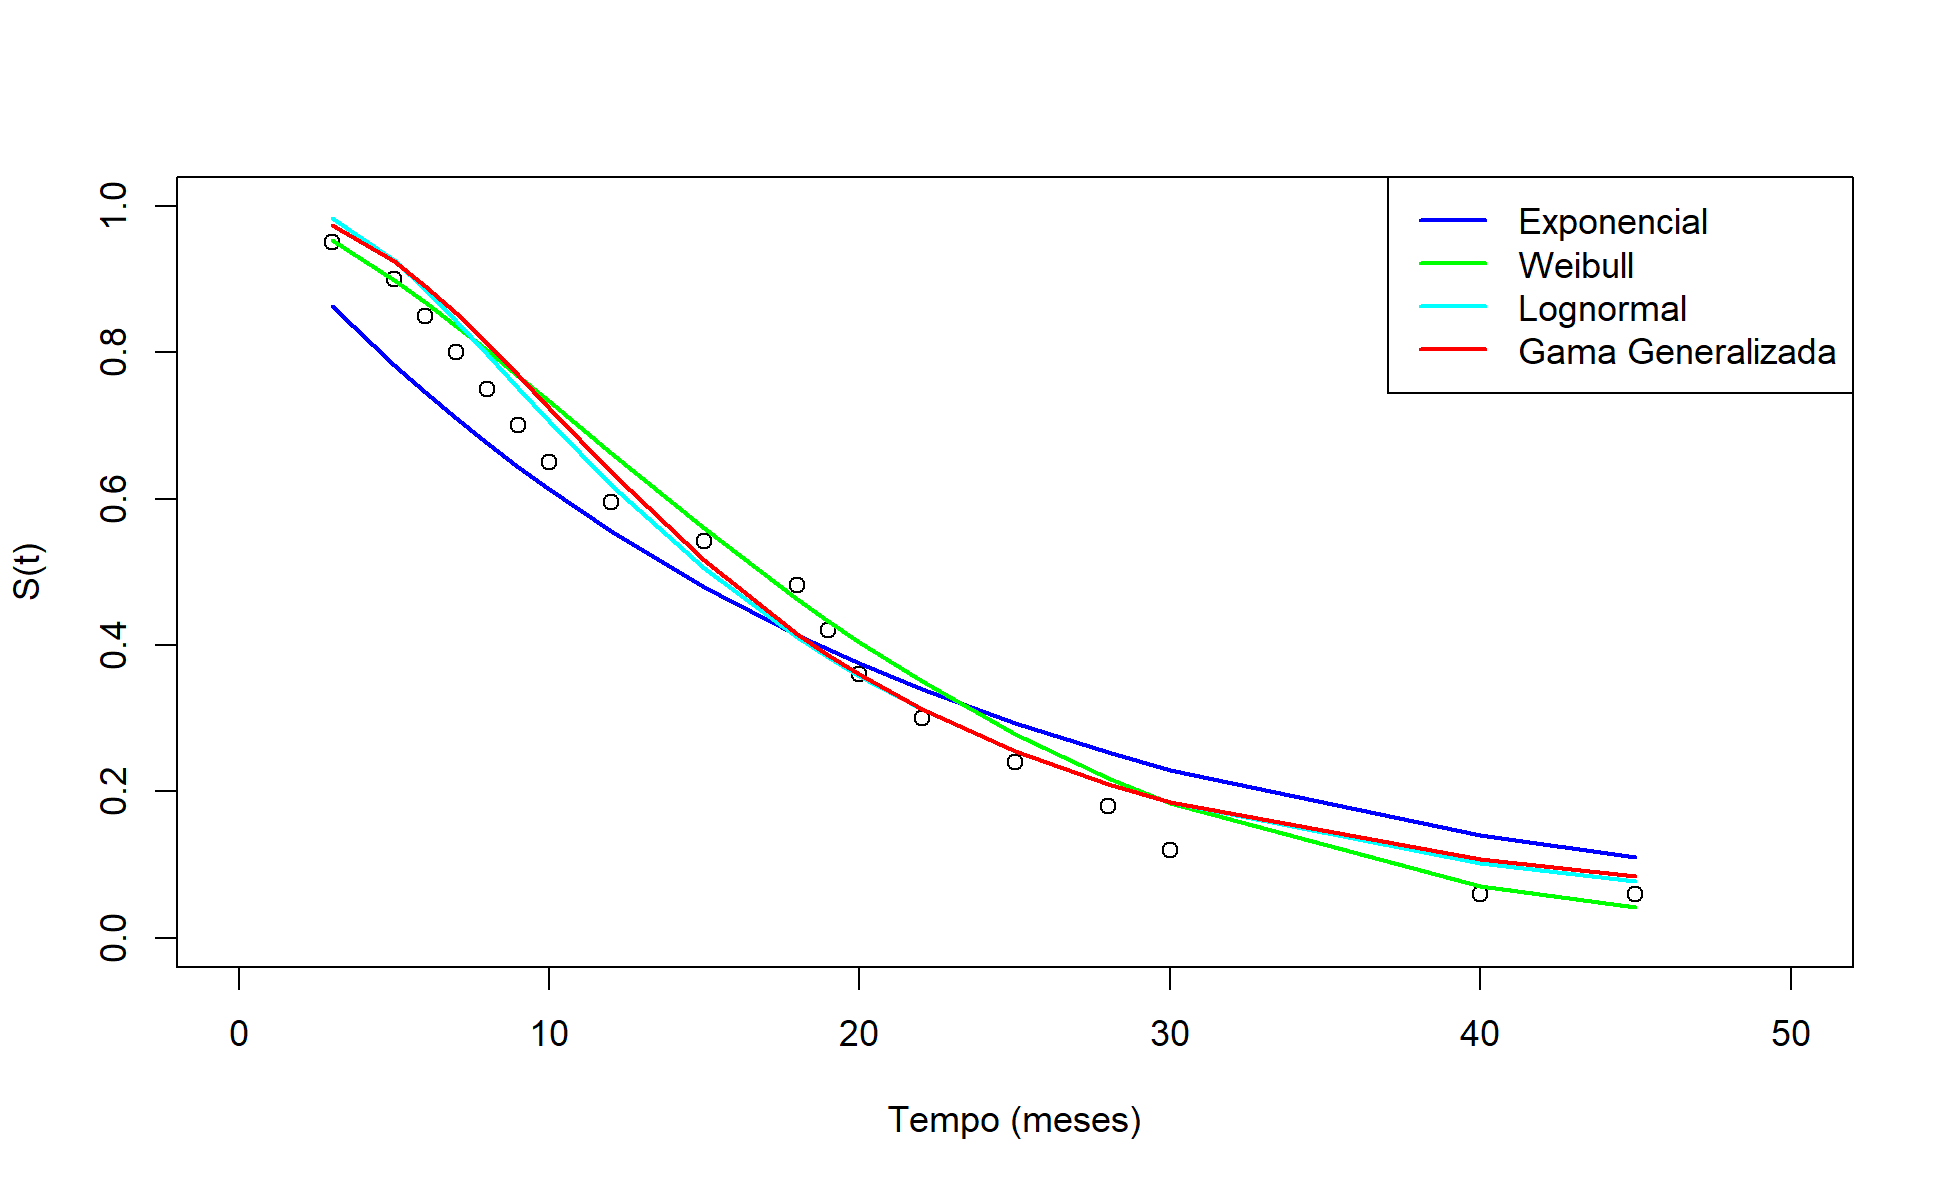 Exponencial
Weibull
Lognormal
Gama Generalizada
S(t)
1.0
0.8
0.6
0.4
0.2
0.0
0 10 20 30 40 50
Tempo (meses)